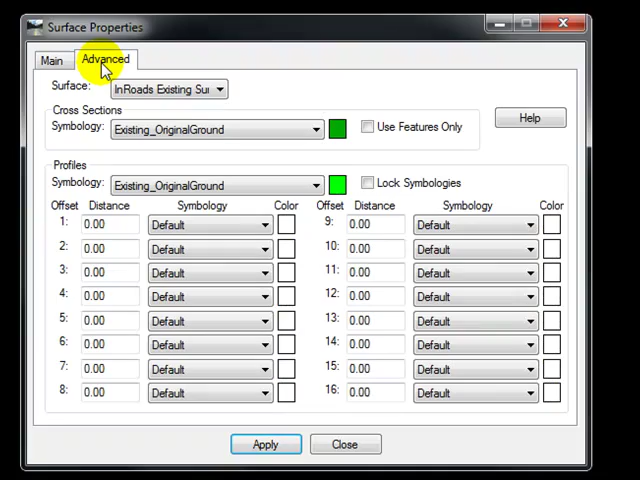 Surface Properties
Main Advanced
Surface: InRoads Existing Su
Cross Sections
Symbology: Existing_OriginalGround Use Features Only Help
Profiles
Symbology: Existing_OriginalGround Lock Symbologies
Offset Distance Symbology Color Offset Distance Symbology Color
1: 0.00 Default 9: 0.00 Default
2: 0.00 Default 10: 0.00 Default
3: 0.00 Default 11: 0.00 Default
4: 0.00 Default 12: 0.00 Default
5: 0.00 Default 13: 0.00 Default
6: 0.00 Default 14: 0.00 Default
7: 0.00 Default 15: 0.00 Default
8: 0.00 Default 16: 0.00 Default
Apply Close